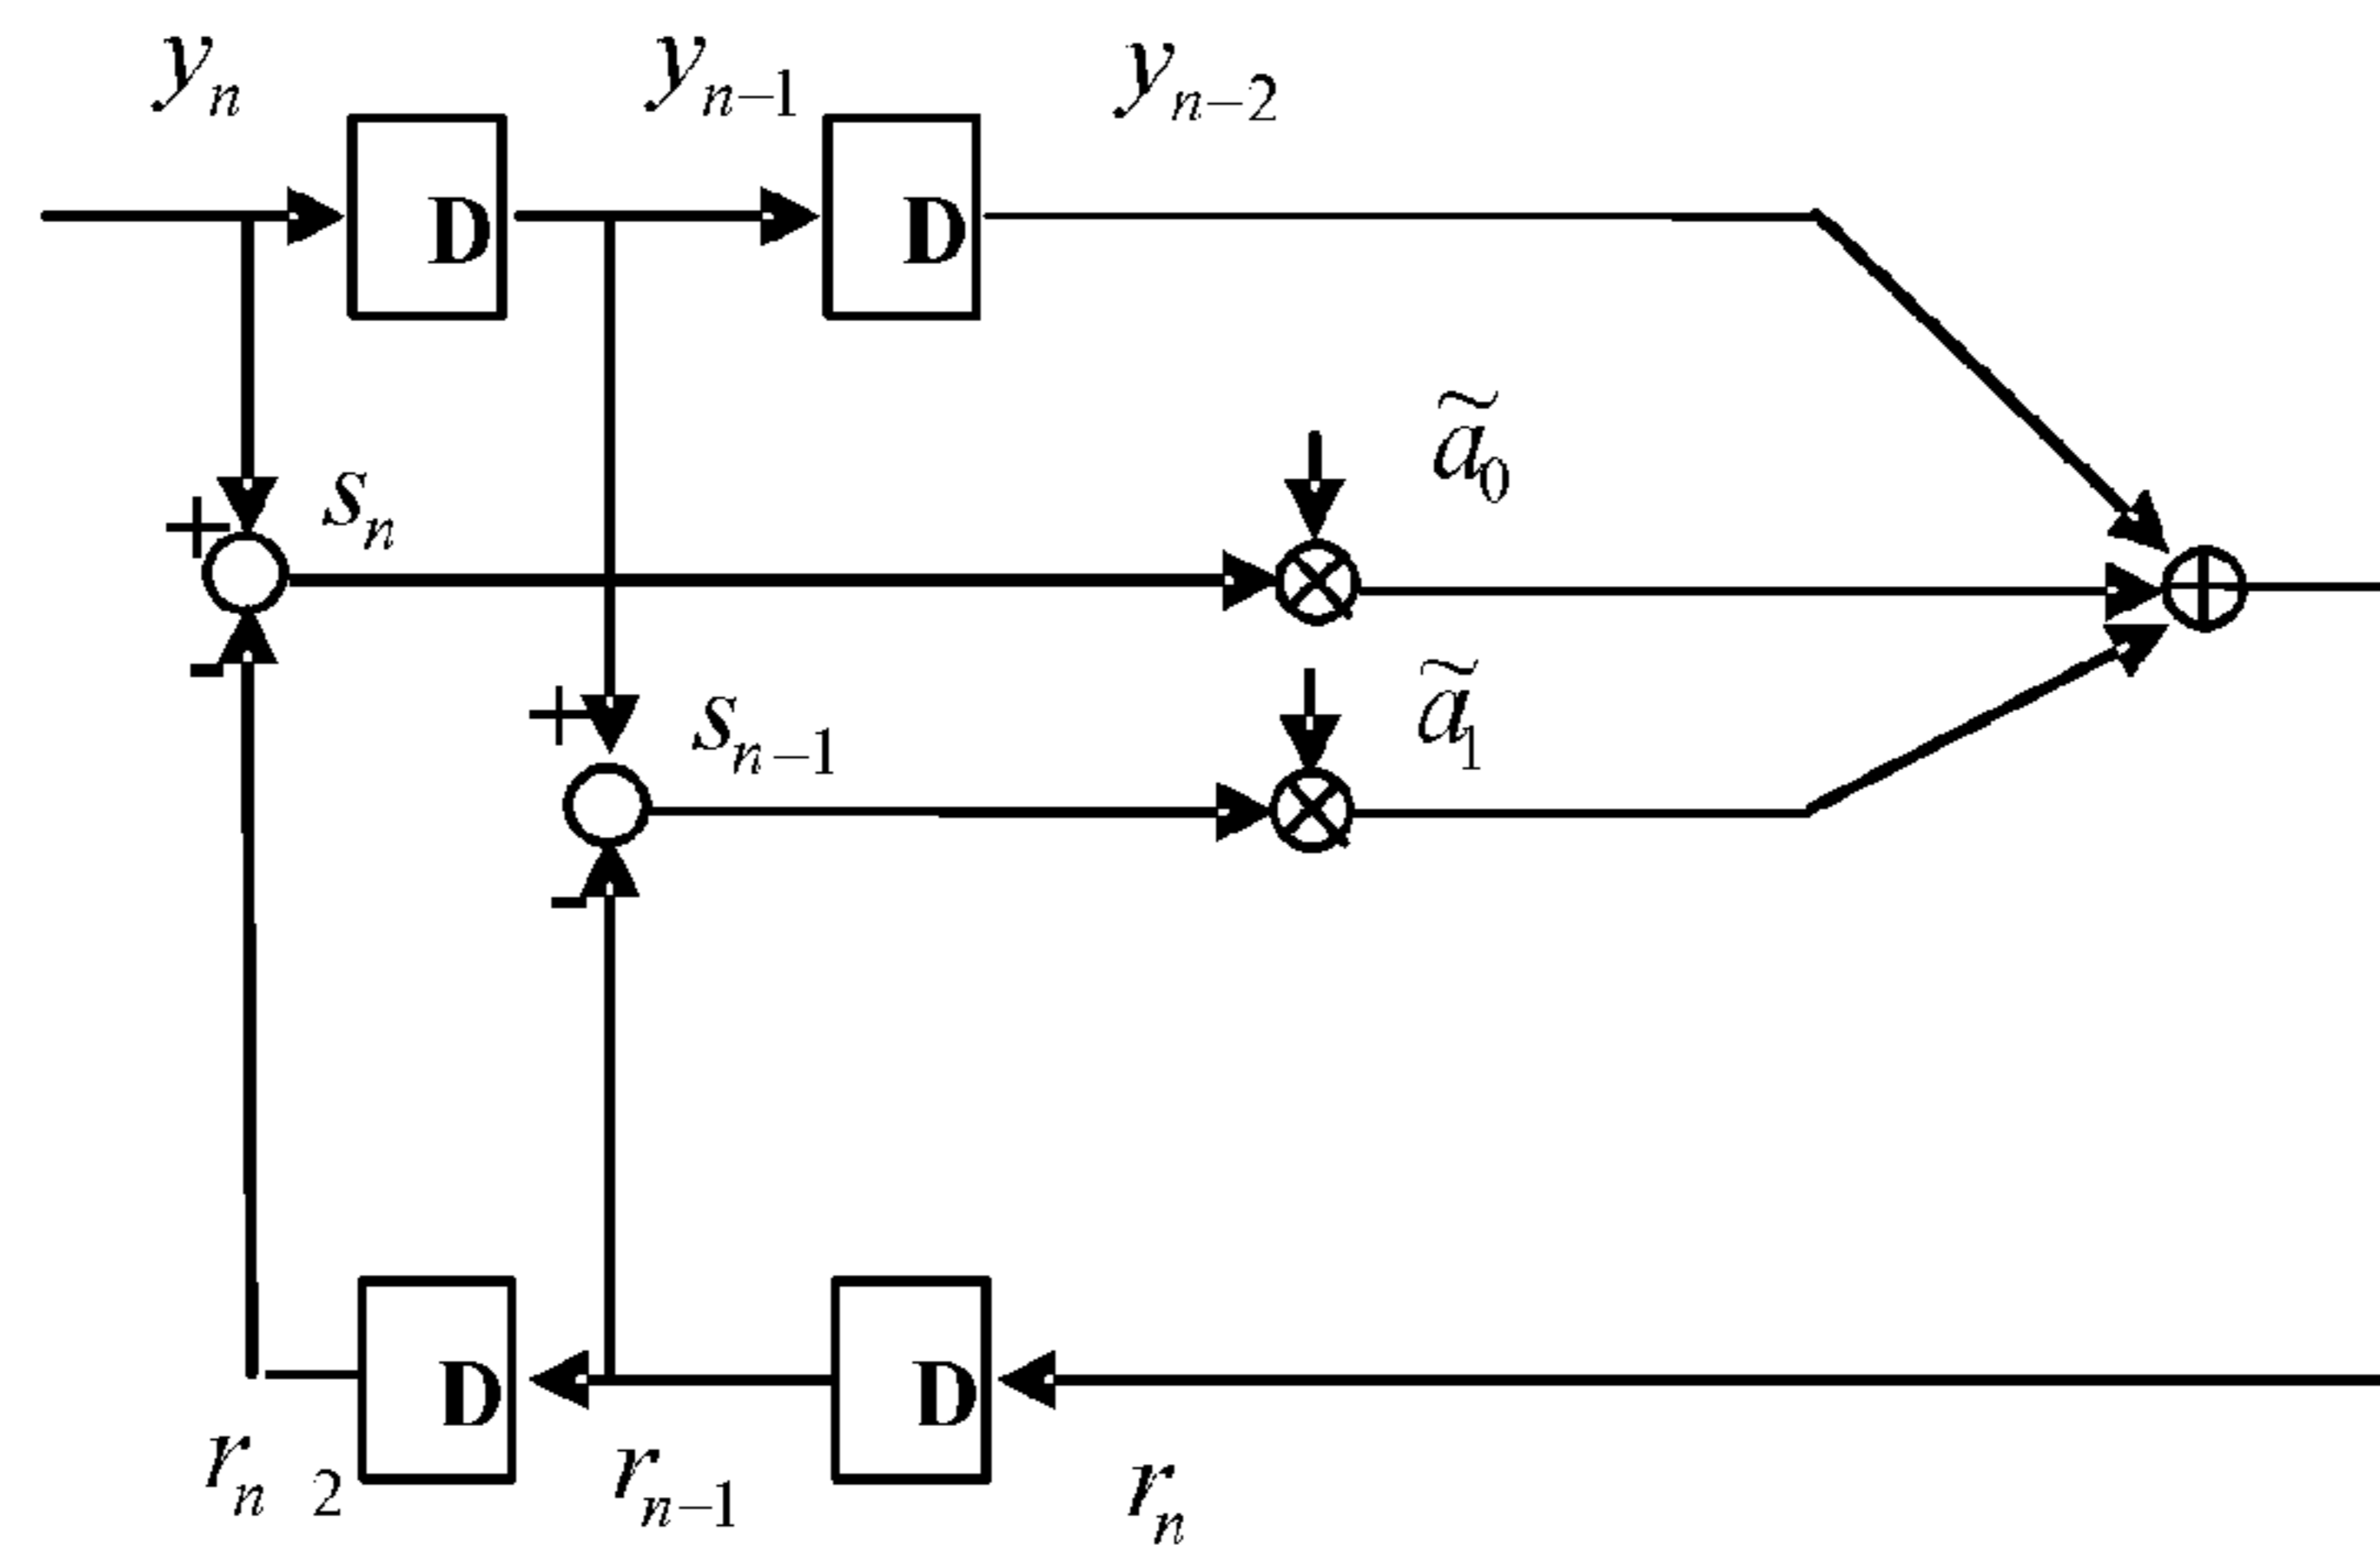 yₙ yₙ₋₁ yₙ₋₂
D D
ã₀
+ sₙ
-
ã₁
+ sₙ₋₁
-
D D
rₙ ₂ rₙ₋₁ rₙ